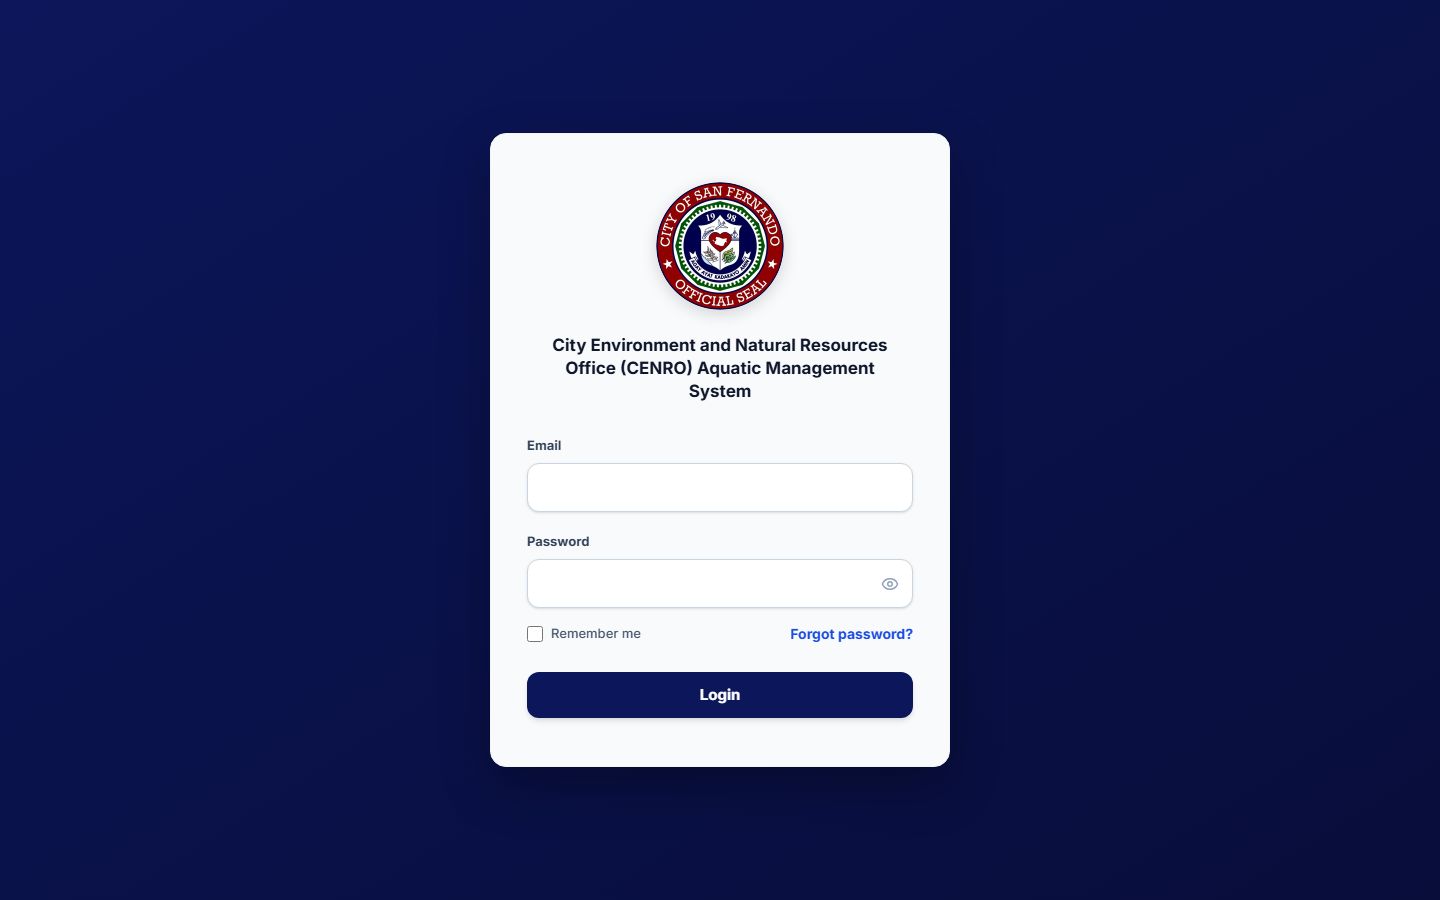 CITY OF SAN FERNANDO
19 98
OFFICIAL SEAL
City Environment and Natural Resources
Office (CENRO) Aquatic Management
System
Email
Password
Remember me
Forgot password?
Login